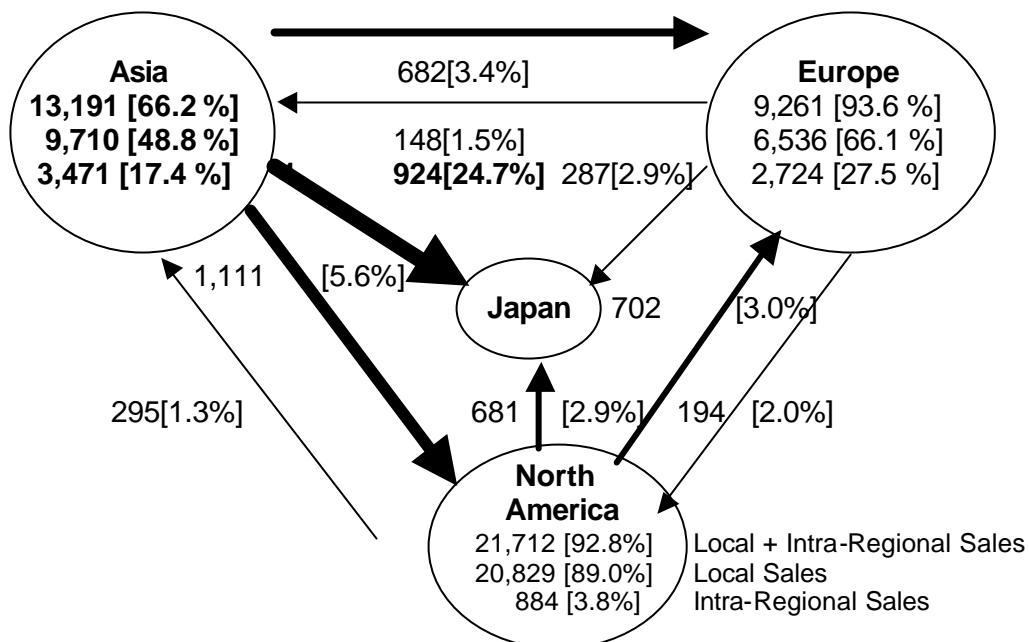 Asia
13,191 [66.2 %]
9,710 [48.8 %]
3,471 [17.4 %]
682[3.4%]
148[1.5%]
924[24.7%] 287[2.9%]
Europe
9,261 [93.6 %]
6,536 [66.1 %]
2,724 [27.5 %]
1,111 [5.6%]
Japan
702 [3.0%]
295[1.3%]
681 [2.9%]
194 [2.0%]
North
America
21,712 [92.8%] Local + Intra-Regional Sales
20,829 [89.0%] Local Sales
884 [3.8%] Intra-Regional Sales